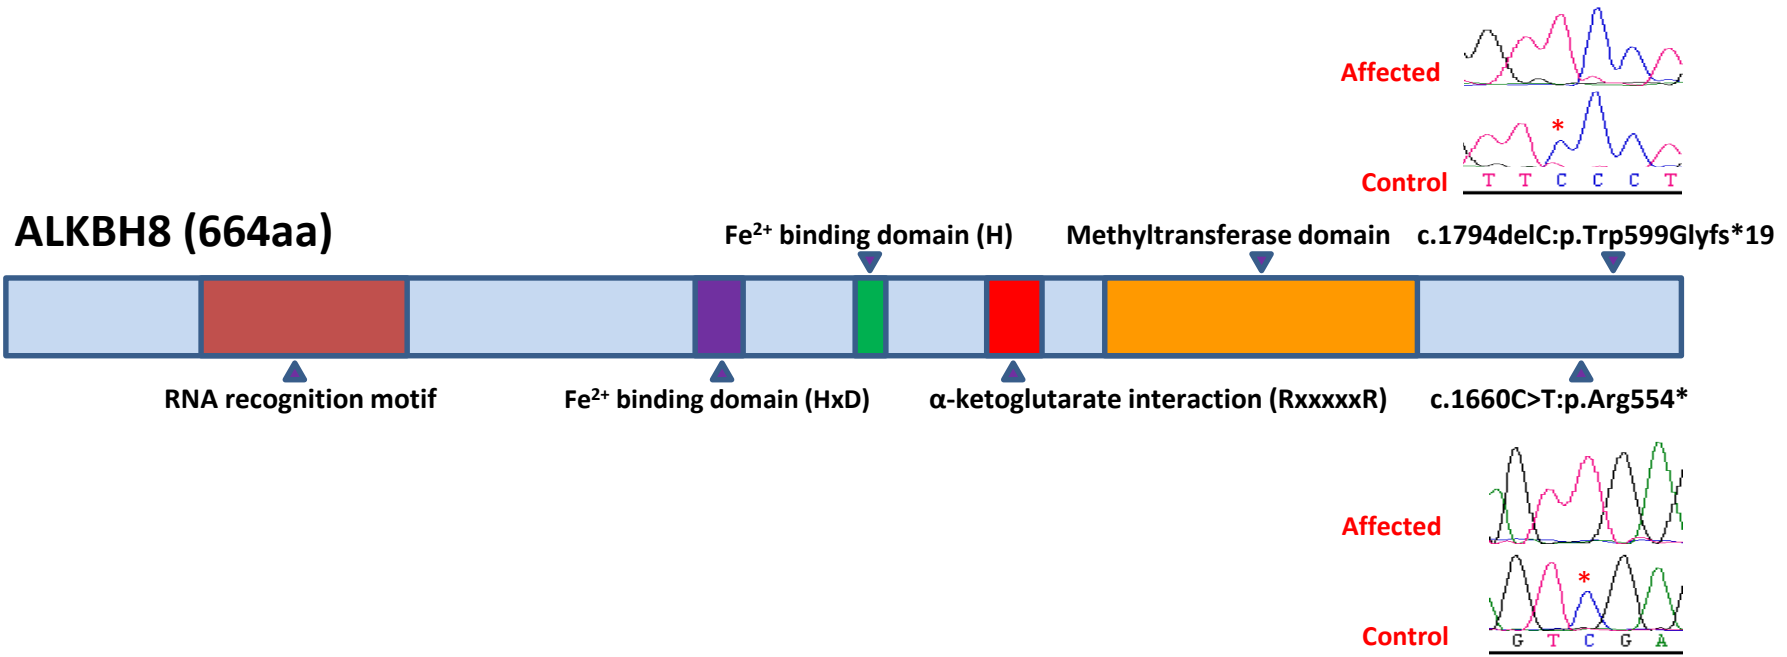 Affected
*
Control
T T C C C T
ALKBH8 (664aa)
Fe²⁺ binding domain (H)
Methyltransferase domain
c.1794delC:p.Trp599Glyfs*19
RNA recognition motif
Fe²⁺ binding domain (HxD)
α-ketoglutarate interaction (RxxxxxR)
c.1660C>T:p.Arg554*
Affected
*
Control
G T C G A